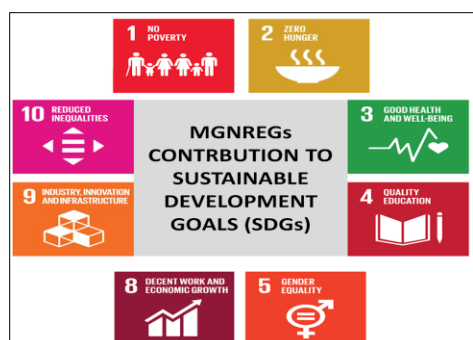 1 NO
POVERTY
2 ZERO
HUNGER
10 REDUCED
INEQUALITIES
MGNREGs
CONTRBUTION TO
SUSTAINABLE
DEVELOPMENT
GOALS (SDGs)
3 GOOD HEALTH
AND WELL-BEING
9 INDUSTRY, INNOVATION
AND INFRASTRUCTURE
4 QUALITY
EDUCATION
8 DECENT WORK AND
ECONOMIC GROWTH
5 GENDER
EQUALITY